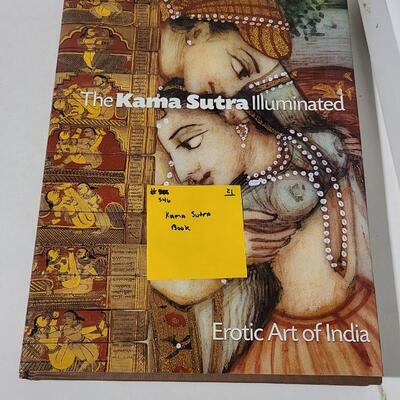 The Kama Sutra Illuminated
21
546
Kama Sutra
Book
Erotic Art of India